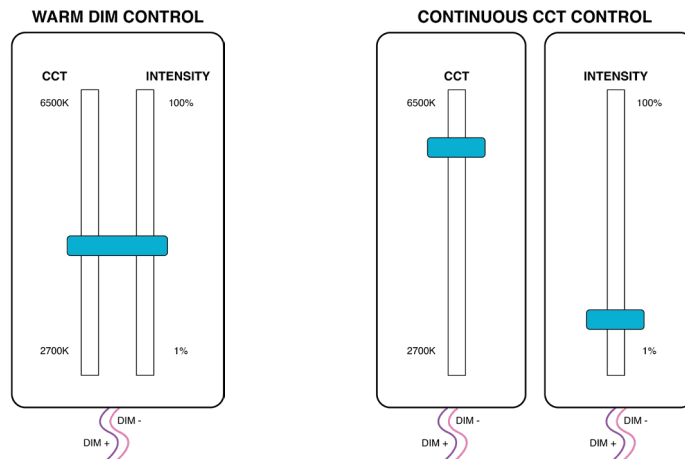 WARM DIM CONTROL
CCT INTENSITY
6500K 100%
2700K 1%
DIM -
DIM +
CONTINUOUS CCT CONTROL
CCT
6500K
2700K
DIM -
DIM +
INTENSITY
100%
1%
DIM -
DIM +